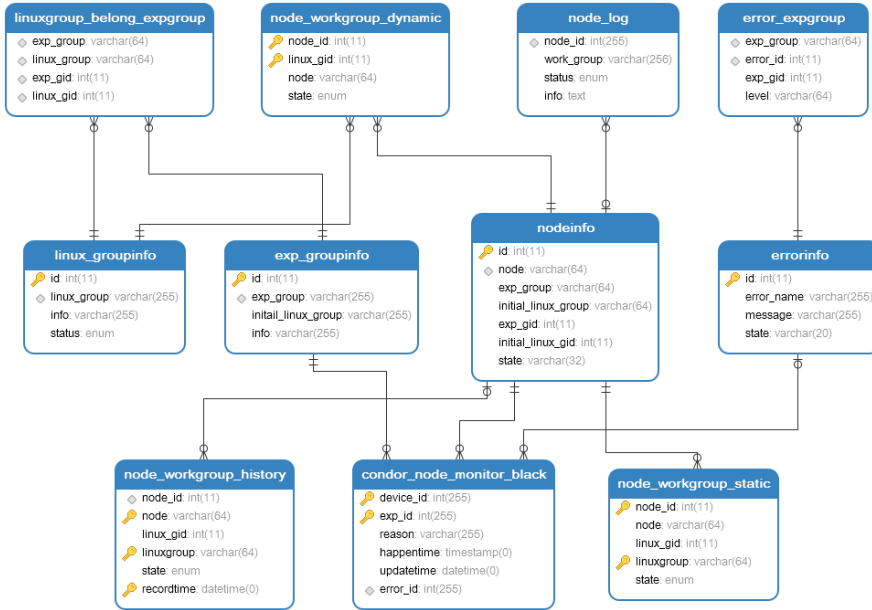 linuxgroup_belong_expgroup
exp_group: varchar(64)
linux_group: varchar(64)
exp_gid: int(11)
linux_gid: int(11)
node_workgroup_dynamic
node_id: int(11)
linux_gid: int(11)
node: varchar(64)
state: enum
node_log
node_id: int(255)
work_group: varchar(256)
status: enum
info: text
error_expgroup
exp_group: varchar(64)
error_id: int(11)
exp_gid: int(11)
level: varchar(64)
linux_groupinfo
id: int(11)
linux_group: varchar(255)
info: varchar(255)
status: enum
exp_groupinfo
id: int(11)
exp_group: varchar(255)
initail_linux_group: varchar(255)
info: varchar(255)
nodeinfo
id: int(11)
node: varchar(64)
exp_group: varchar(64)
initial_linux_group: varchar(64)
exp_gid: int(11)
initial_linux_gid: int(11)
state: varchar(32)
errorinfo
id: int(11)
error_name: varchar(255)
message: varchar(255)
state: varchar(20)
node_workgroup_history
node_id: int(11)
node: varchar(64)
linux_gid: int(11)
linuxgroup: varchar(64)
state: enum
recordtime: datetime(0)
condor_node_monitor_black
device_id: int(255)
exp_id: int(255)
reason: varchar(255)
happentime: timestamp(0)
updatetime: datetime(0)
error_id: int(255)
node_workgroup_static
node_id: int(11)
node: varchar(64)
linux_gid: int(11)
linuxgroup: varchar(64)
state: enum